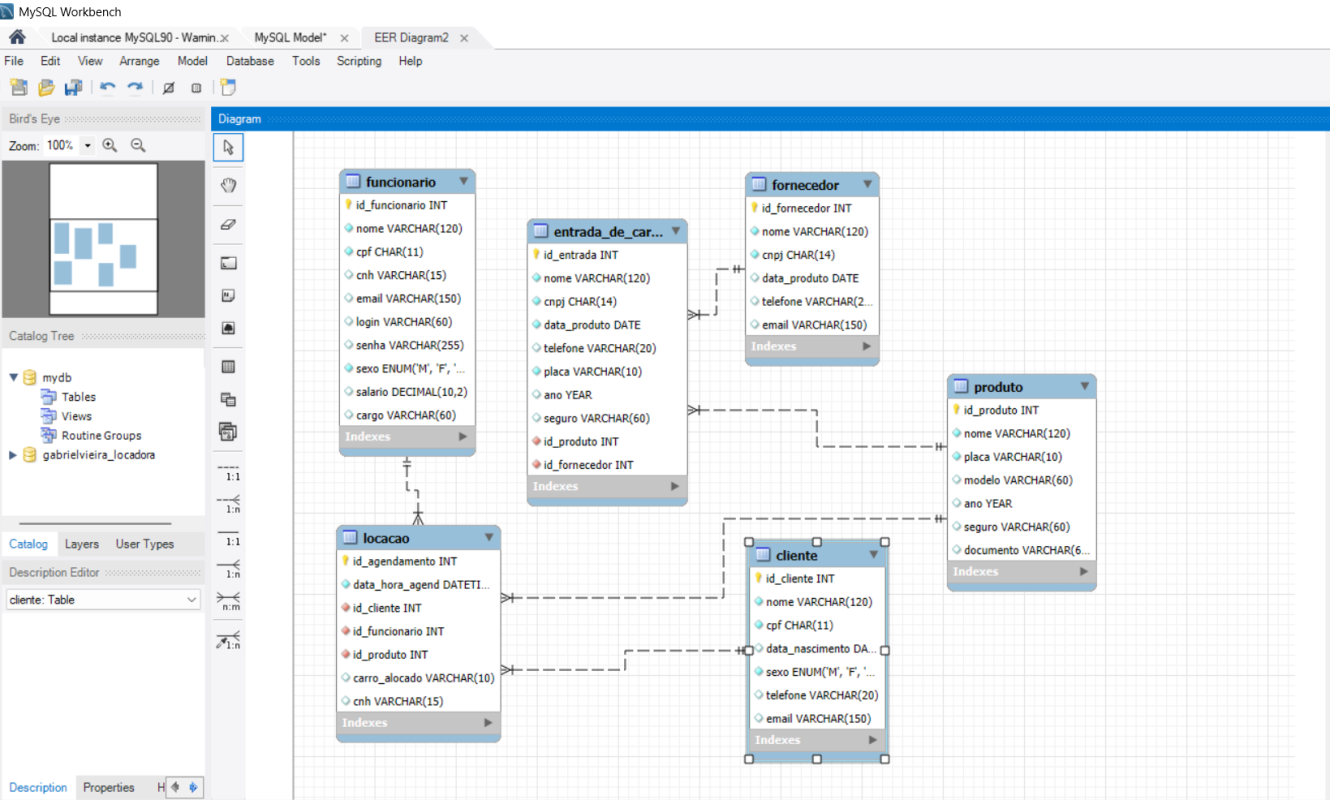 MySQL Workbench
Local instance MySQL90 - Warnin...
MySQL Model*
EER Diagram2
File Edit View Arrange Model Database Tools Scripting Help
Bird's Eye
Zoom: 100%
Catalog Tree
mydb
Tables
Views
Routine Groups
gabrielvieira_locadora
Catalog Layers User Types
Description Editor
cliente: Table
Description Properties H
1:1
1:n
1:1
1:n
n:m
1:n
Diagram
funcionario
id_funcionario INT
nome VARCHAR(120)
cpf CHAR(11)
cnh VARCHAR(15)
email VARCHAR(150)
login VARCHAR(60)
senha VARCHAR(255)
sexo ENUM('M', 'F', '...
salario DECIMAL(10,2)
cargo VARCHAR(60)
Indexes
entrada_de_car...
id_entrada INT
nome VARCHAR(120)
cnpj CHAR(14)
data_produto DATE
telefone VARCHAR(20)
placa VARCHAR(10)
ano YEAR
seguro VARCHAR(60)
id_produto INT
id_fornecedor INT
Indexes
fornecedor
id_fornecedor INT
nome VARCHAR(120)
cnpj CHAR(14)
data_produto DATE
telefone VARCHAR(2...
email VARCHAR(150)
Indexes
produto
id_produto INT
nome VARCHAR(120)
placa VARCHAR(10)
modelo VARCHAR(60)
ano YEAR
seguro VARCHAR(60)
documento VARCHAR(6...
Indexes
locacao
id_agendamento INT
data_hora_agend DATETI...
id_cliente INT
id_funcionario INT
id_produto INT
carro_alocado VARCHAR(10)
cnh VARCHAR(15)
Indexes
cliente
id_cliente INT
nome VARCHAR(120)
cpf CHAR(11)
data_nascimento DA...
sexo ENUM('M', 'F', '...
telefone VARCHAR(20)
email VARCHAR(150)
Indexes